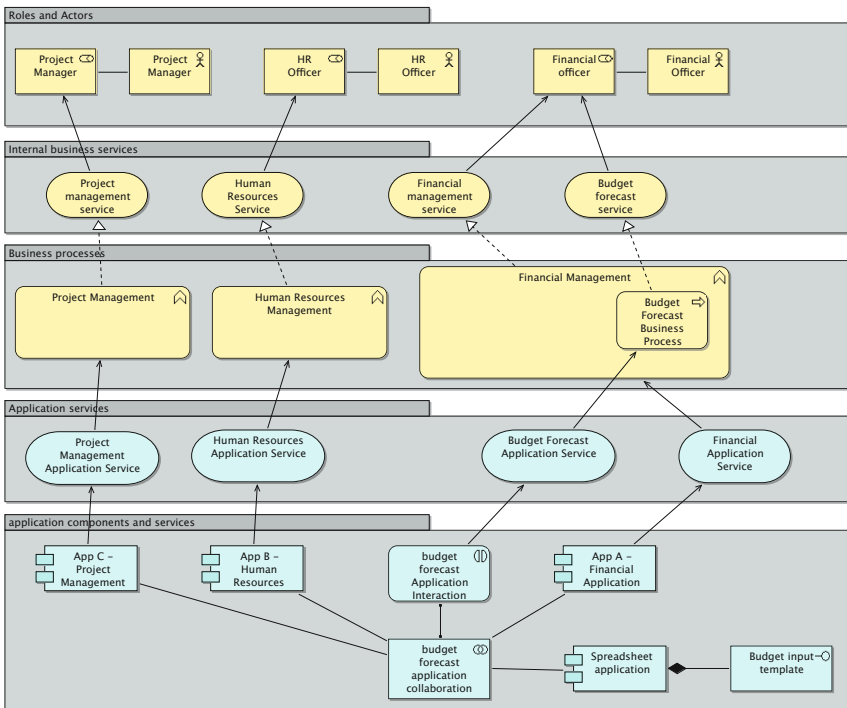 Roles and Actors
Project
Manager
Project
Manager
HR
Officer
HR
Officer
Financial
officer
Financial
Officer
Internal business services
Project
management
service
Human
Resources
Service
Financial
management
service
Budget
forecast
service
Business processes
Project Management
Human Resources
Management
Financial Management
Budget
Forecast
Business
Process
Application services
Project
Management
Application Service
Human Resources
Application Service
Budget Forecast
Application Service
Financial
Application
Service
application components and services
App C –
Project
Management
App B –
Human
Resources
budget
forecast
Application
Interaction
App A –
Financial
Application
budget
forecast
application
collaboration
Spreadsheet
application
Budget input
template